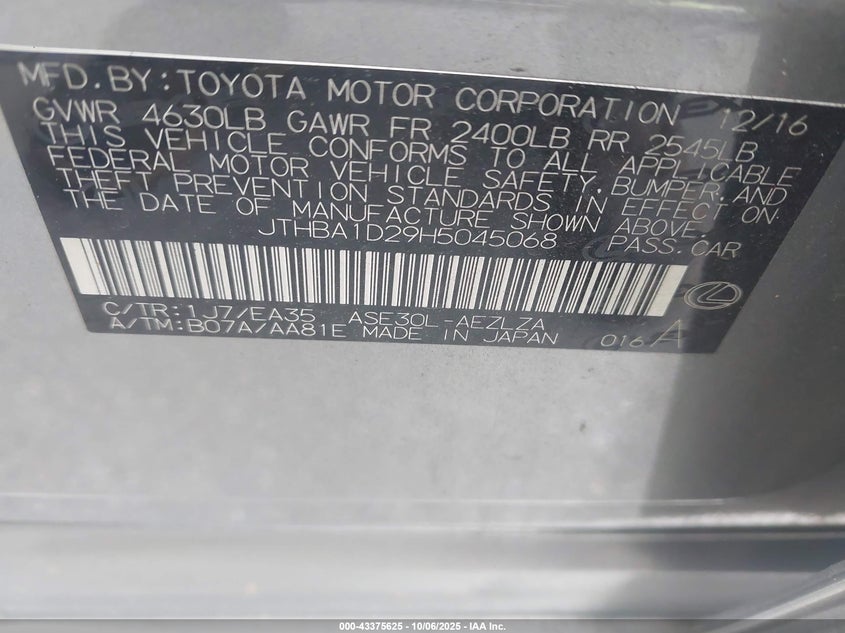 MFD. BY: TOYOTA MOTOR CORPORATION 12/16
GVWR 4630LB GAWR FR 2400LB RR 2545LB
THIS VEHICLE CONFORMS TO ALL APPLICABLE
FEDERAL MOTOR VEHICLE SAFETY, BUMPER, AND
THEFT PREVENTION STANDARDS IN EFFECT ON
THE DATE OF MANUFACTURE SHOWN ABOVE.
JTHBA1D29H5045068 PASS. CAR
C/TR: 1J7/EA35 ASE30L-AEZLZA
A/TM: B07A/AA81E MADE IN JAPAN 016 A
000-43375625 - 10/06/2025 - IAA Inc.